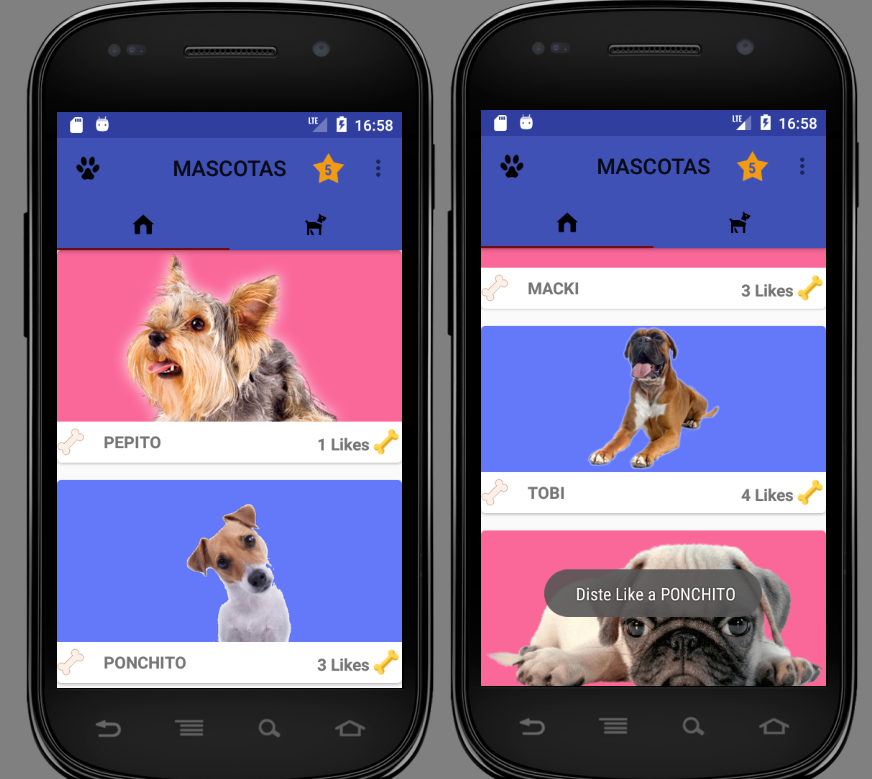 LTE 16:58
MASCOTAS 5
PEPITO 1 Likes
PONCHITO 3 Likes
LTE 16:58
MASCOTAS 5
MACKI 3 Likes
TOBI 4 Likes
Diste Like a PONCHITO